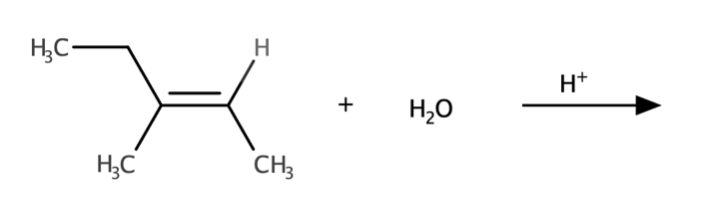 H₃C H
+ H₂O H⁺
H₃C CH₃